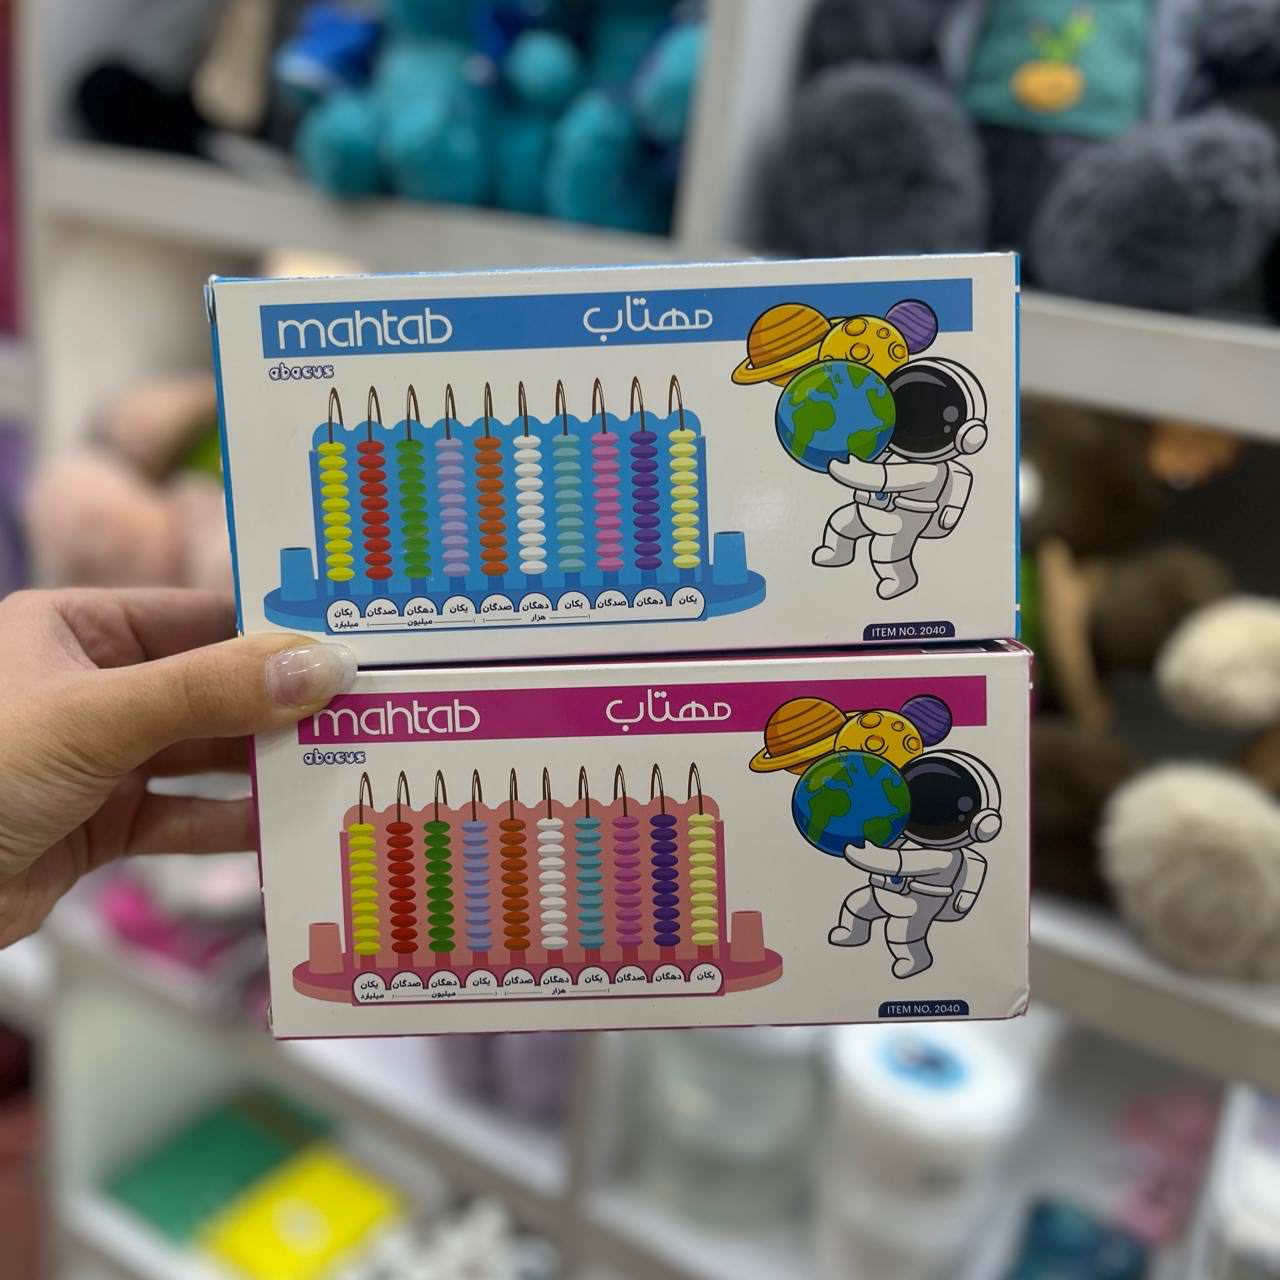 mahtab مهتاب
abacus
یکان صدگان دهگان یکان صدگان دهگان یکان صدگان دهگان یکان
میلیارد میلیون هزار
ITEM NO. 2040
mahtab مهتاب
abacus
یکان صدگان دهگان یکان صدگان دهگان یکان صدگان دهگان یکان
میلیارد میلیون هزار
ITEM NO. 2040